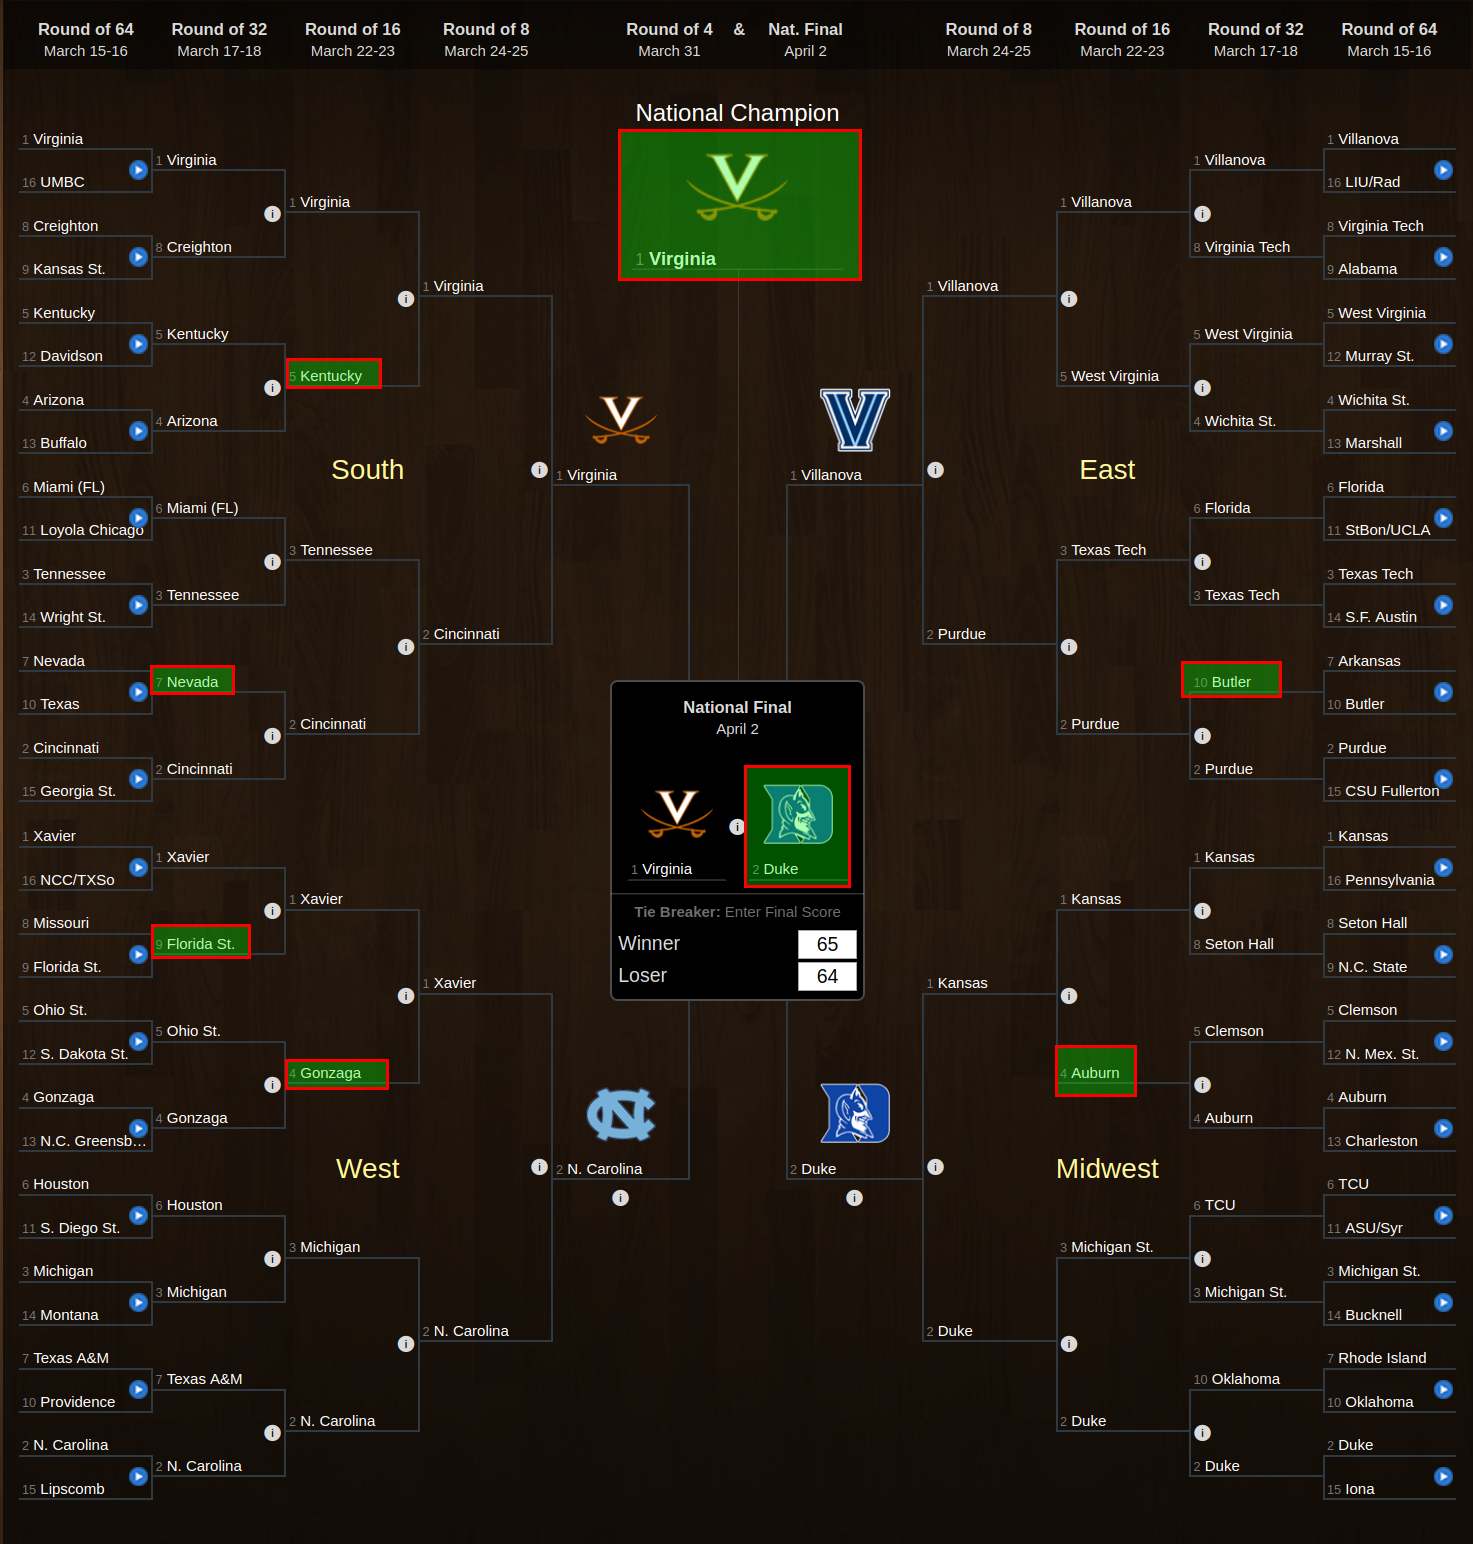 Round of 64
March 15-16
Round of 32
March 17-18
Round of 16
March 22-23
Round of 8
March 24-25
Round of 4 & Nat. Final
March 31 April 2
Round of 8
March 24-25
Round of 16
March 22-23
Round of 32
March 17-18
Round of 64
March 15-16
National Champion
1 Virginia
South
1 Virginia
16 UMBC
8 Creighton
9 Kansas St.
5 Kentucky
12 Davidson
4 Arizona
13 Buffalo
6 Miami (FL)
11 Loyola Chicago
3 Tennessee
14 Wright St.
7 Nevada
10 Texas
2 Cincinnati
15 Georgia St.
1 Virginia
8 Creighton
5 Kentucky
4 Arizona
6 Miami (FL)
3 Tennessee
7 Nevada
2 Cincinnati
1 Virginia
5 Kentucky
3 Tennessee
2 Cincinnati
1 Virginia
2 Cincinnati
1 Virginia
West
1 Xavier
16 NCC/TXSo
8 Missouri
9 Florida St.
5 Ohio St.
12 S. Dakota St.
4 Gonzaga
13 N.C. Greensb...
6 Houston
11 S. Diego St.
3 Michigan
14 Montana
7 Texas A&M
10 Providence
2 N. Carolina
15 Lipscomb
1 Xavier
9 Florida St.
5 Ohio St.
4 Gonzaga
6 Houston
3 Michigan
7 Texas A&M
2 N. Carolina
1 Xavier
4 Gonzaga
3 Michigan
2 N. Carolina
1 Xavier
2 N. Carolina
2 N. Carolina
National Final
April 2
1 Virginia
2 Duke
Tie Breaker: Enter Final Score
Winner 65
Loser 64
East
1 Villanova
2 Purdue
1 Villanova
1 Villanova
5 West Virginia
3 Texas Tech
2 Purdue
1 Villanova
8 Virginia Tech
5 West Virginia
4 Wichita St.
6 Florida
3 Texas Tech
10 Butler
2 Purdue
1 Villanova
16 LIU/Rad
8 Virginia Tech
9 Alabama
5 West Virginia
12 Murray St.
4 Wichita St.
13 Marshall
6 Florida
11 StBon/UCLA
3 Texas Tech
14 S.F. Austin
7 Arkansas
10 Butler
2 Purdue
15 CSU Fullerton
Midwest
2 Duke
1 Kansas
2 Duke
1 Kansas
4 Auburn
3 Michigan St.
2 Duke
1 Kansas
8 Seton Hall
5 Clemson
4 Auburn
6 TCU
3 Michigan St.
10 Oklahoma
2 Duke
1 Kansas
16 Pennsylvania
8 Seton Hall
9 N.C. State
5 Clemson
12 N. Mex. St.
4 Auburn
13 Charleston
6 TCU
11 ASU/Syr
3 Michigan St.
14 Bucknell
7 Rhode Island
10 Oklahoma
2 Duke
15 Iona